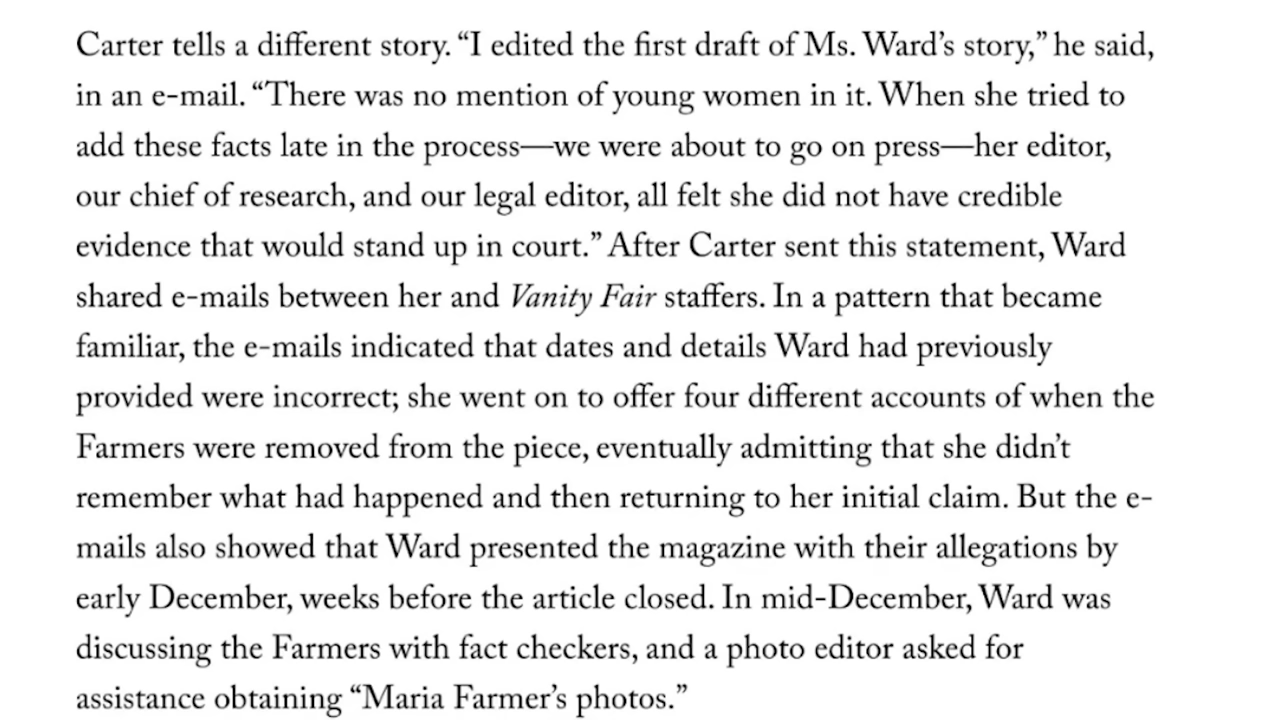 Carter tells a different story. “I edited the first draft of Ms. Ward’s story,” he said,
in an e-mail. “There was no mention of young women in it. When she tried to
add these facts late in the process—we were about to go on press—her editor,
our chief of research, and our legal editor, all felt she did not have credible
evidence that would stand up in court.” After Carter sent this statement, Ward
shared e-mails between her and Vanity Fair staffers. In a pattern that became
familiar, the e-mails indicated that dates and details Ward had previously
provided were incorrect; she went on to offer four different accounts of when the
Farmers were removed from the piece, eventually admitting that she didn’t
remember what had happened and then returning to her initial claim. But the e-
mails also showed that Ward presented the magazine with their allegations by
early December, weeks before the article closed. In mid-December, Ward was
discussing the Farmers with fact checkers, and a photo editor asked for
assistance obtaining “Maria Farmer’s photos.”